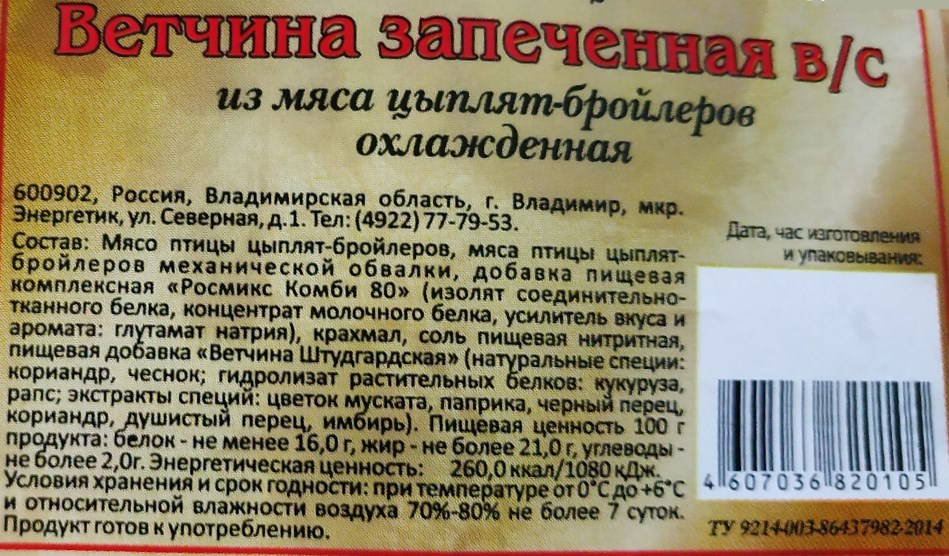 Ветчина запеченная в/с
из мяса цыплят-бройлеров
охлажденная
600902, Россия, Владимирская область, г. Владимир, мкр.
Энергетик, ул. Северная, д.1. Тел: (4922) 77-79-53.
Состав: Мясо птицы цыплят-бройлеров, мяса птицы цыплят-
бройлеров механической обвалки, добавка пищевая
комплексная «Росмикс Комби 80» (изолят соединительно-
тканного белка, концентрат молочного белка, усилитель вкуса и
аромата: глутамат натрия), крахмал, соль пищевая нитритная,
пищевая добавка «Ветчина Штудгардская» (натуральные специи:
кориандр, чеснок; гидролизат растительных белков: кукуруза,
рапс; экстракты специй: цветок муската, паприка, черный перец,
кориандр, душистый перец, имбирь). Пищевая ценность 100 г
продукта: белок - не менее 16,0 г, жир - не более 21,0 г, углеводы -
не более 2,0г. Энергетическая ценность: 260,0 ккал/1080 кДж.
Условия хранения и срок годности: при температуре от 0°С до +6°С
и относительной влажности воздуха 70%-80% не более 7 суток.
Продукт готов к употреблению.
Дата, час изготовления
и упаковывания:
4 607036 820105
ТУ 9214-003-86437982-2014